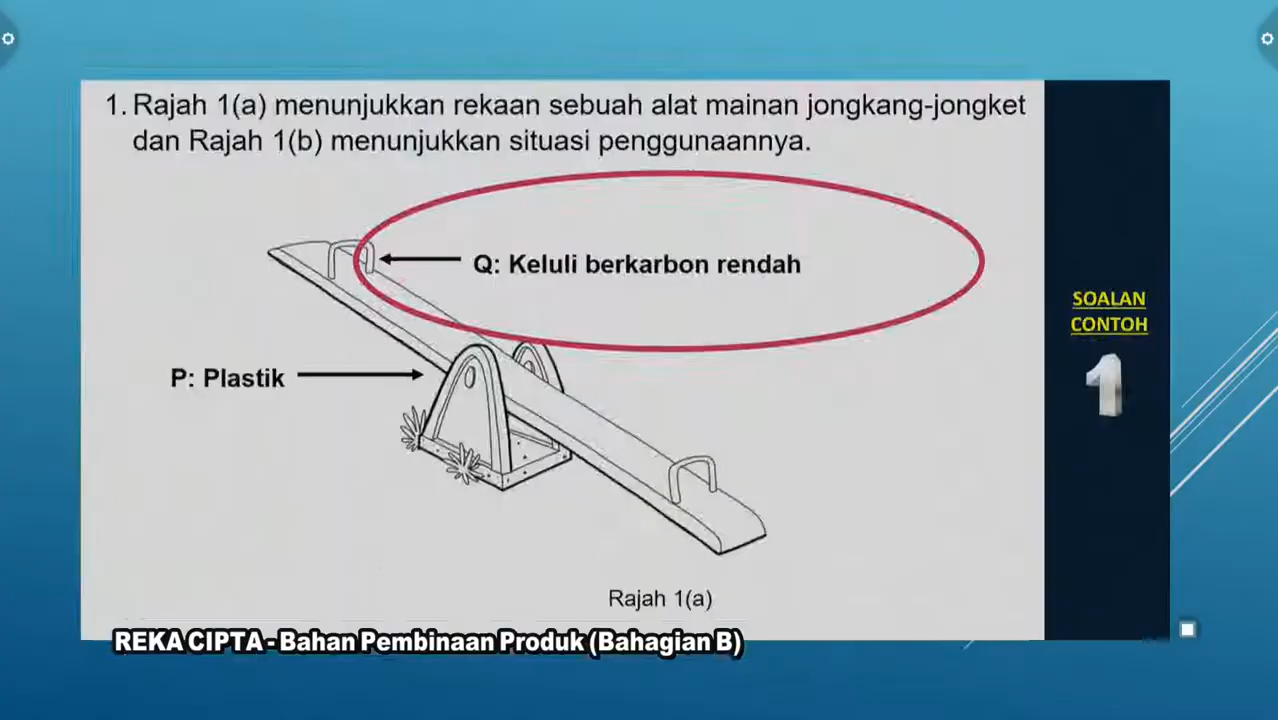 1. Rajah 1(a) menunjukkan rekaan sebuah alat mainan jongkang-jongket
dan Rajah 1(b) menunjukkan situasi penggunaannya.
Q: Keluli berkarbon rendah
P: Plastik
Rajah 1(a)
SOALAN
CONTOH
1
REKA CIPTA - Bahan Pembinaan Produk (Bahagian B)